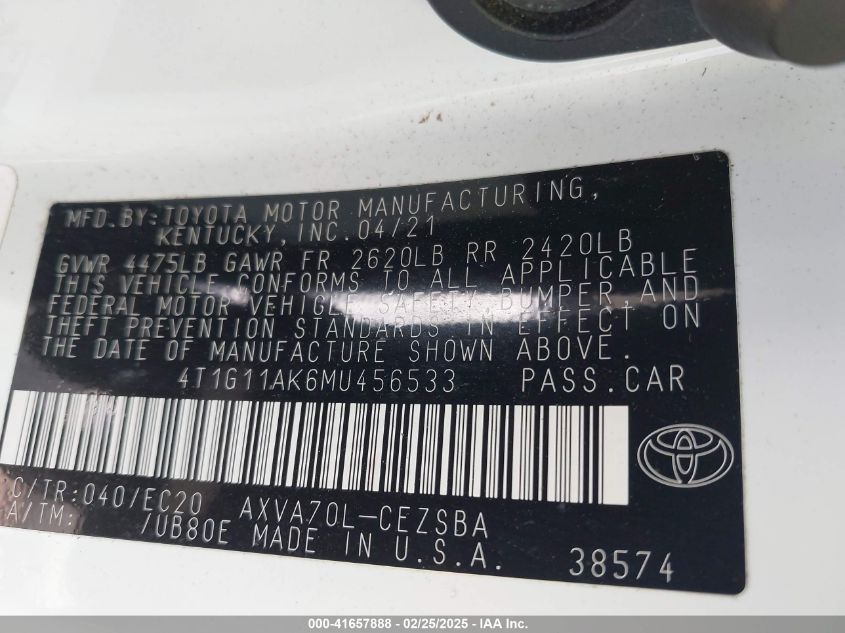 MFD.BY:TOYOTA MOTOR MANUFACTURING,
KENTUCKY, INC.04/21
GVWR 4475LB GAWR FR 2620LB RR 2420LB
THIS VEHICLE CONFORMS TO ALL APPLICABLE
FEDERAL MOTOR VEHICLE SAFETY BUMPER,AND
THEFT PREVENTION STANDARDS IN EFFECT ON
THE DATE OF MANUFACTURE SHOWN ABOVE.
4T1G11AK6MU456533 PASS.CAR
C/TR:040/EC20 AXVA70L-CEZSBA
A/TM: /UB80E MADE IN U.S.A.
38574
000-41657888 - 02/25/2025 - IAA Inc.